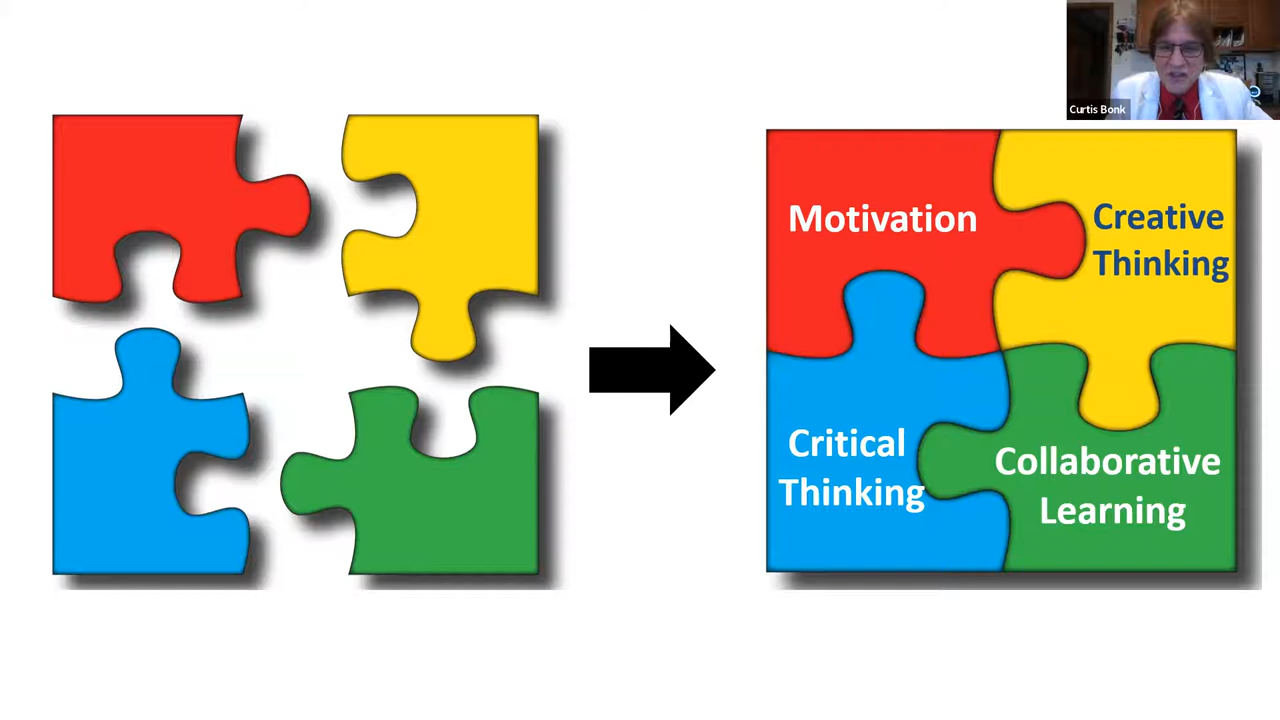 Curtis Bonk
Motivation
Creative
Thinking
Critical
Thinking
Collaborative
Learning